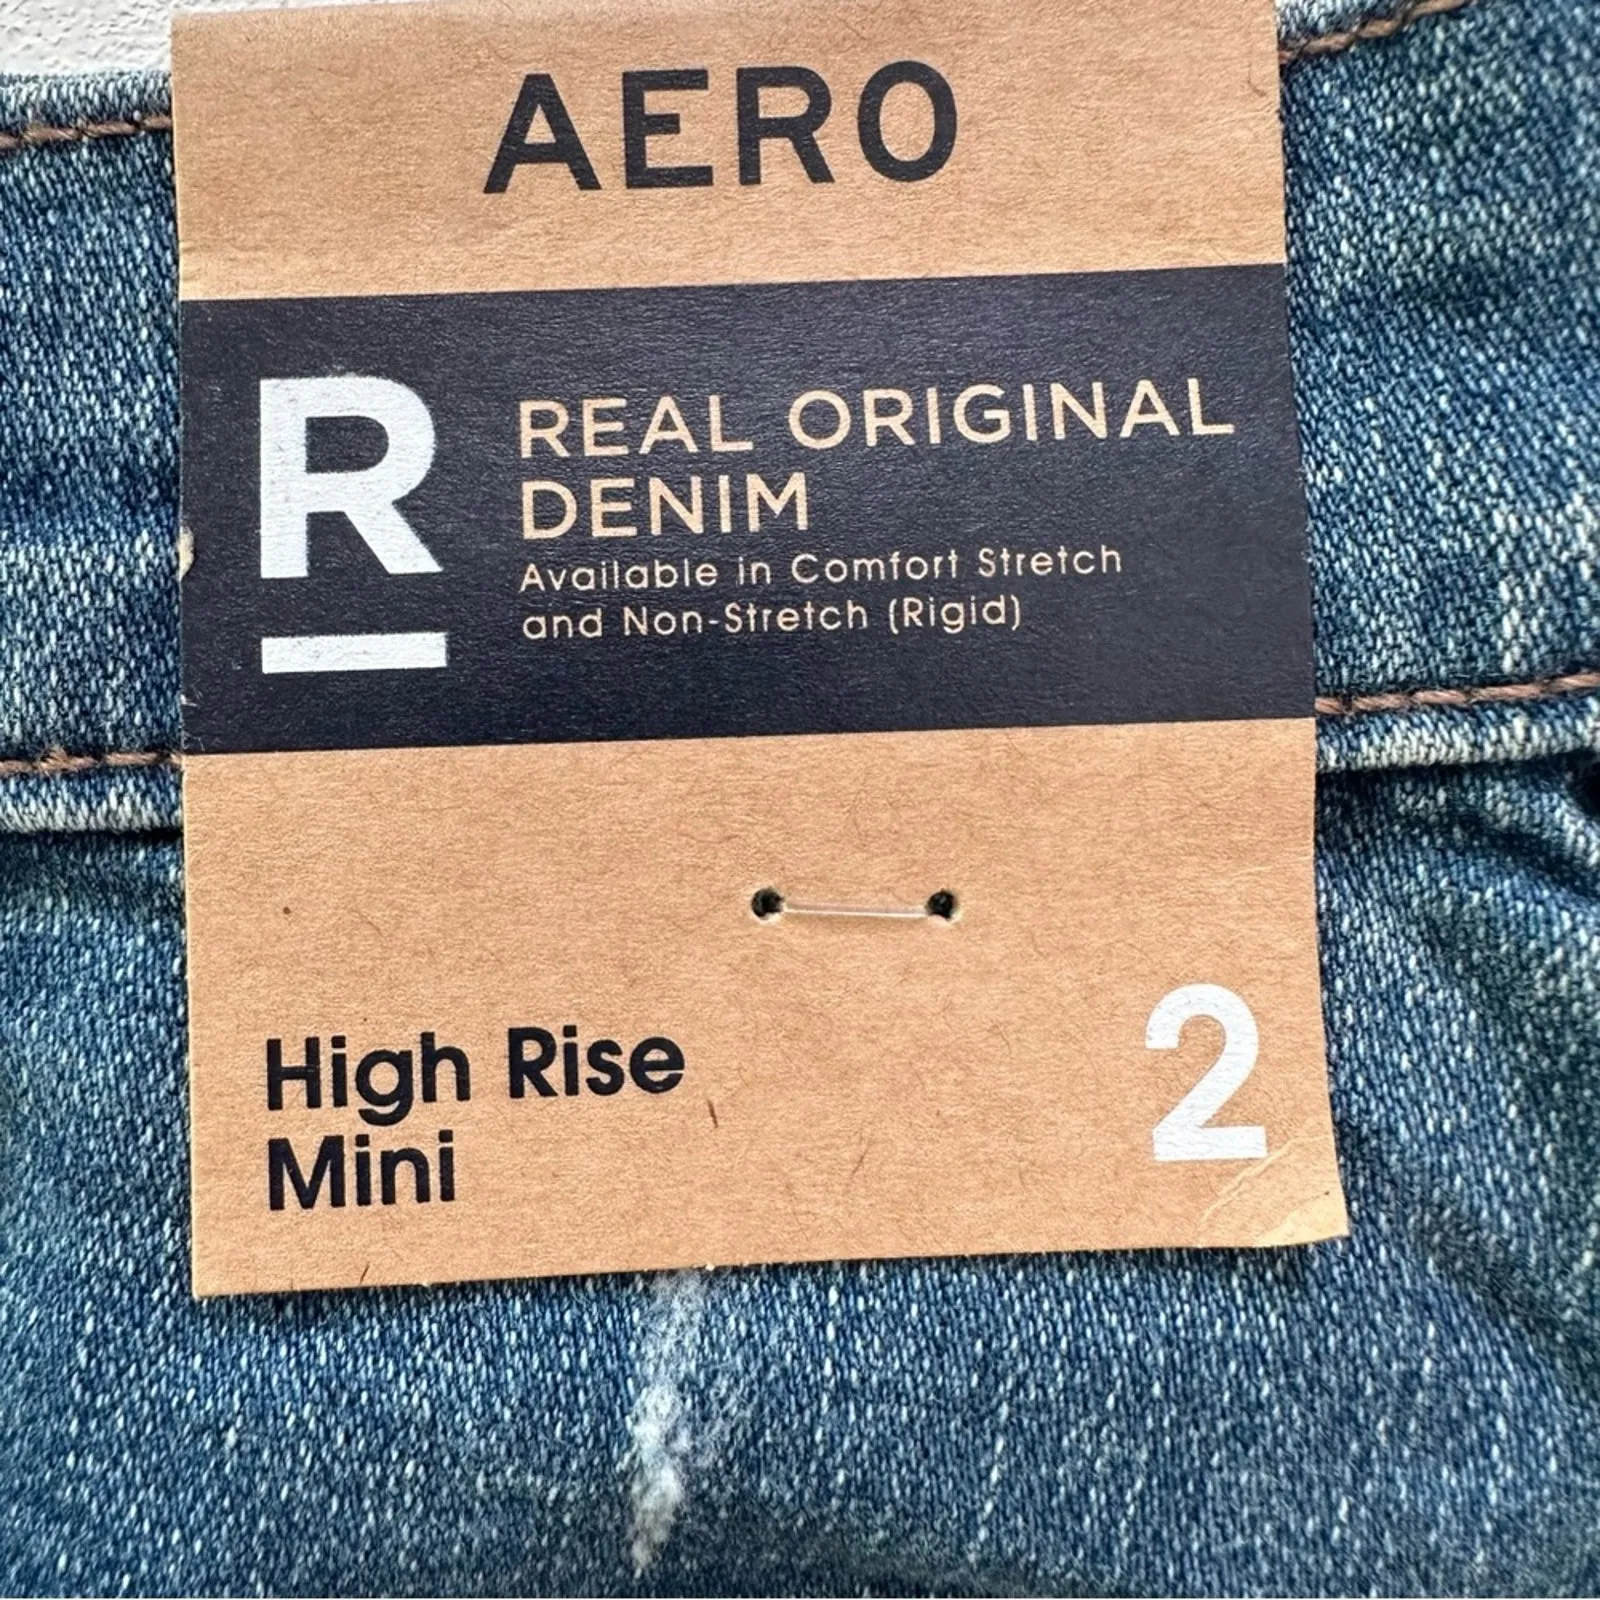 AERO
R
REAL ORIGINAL
DENIM
Available in Comfort Stretch
and Non-Stretch (Rigid)
High Rise
Mini
2